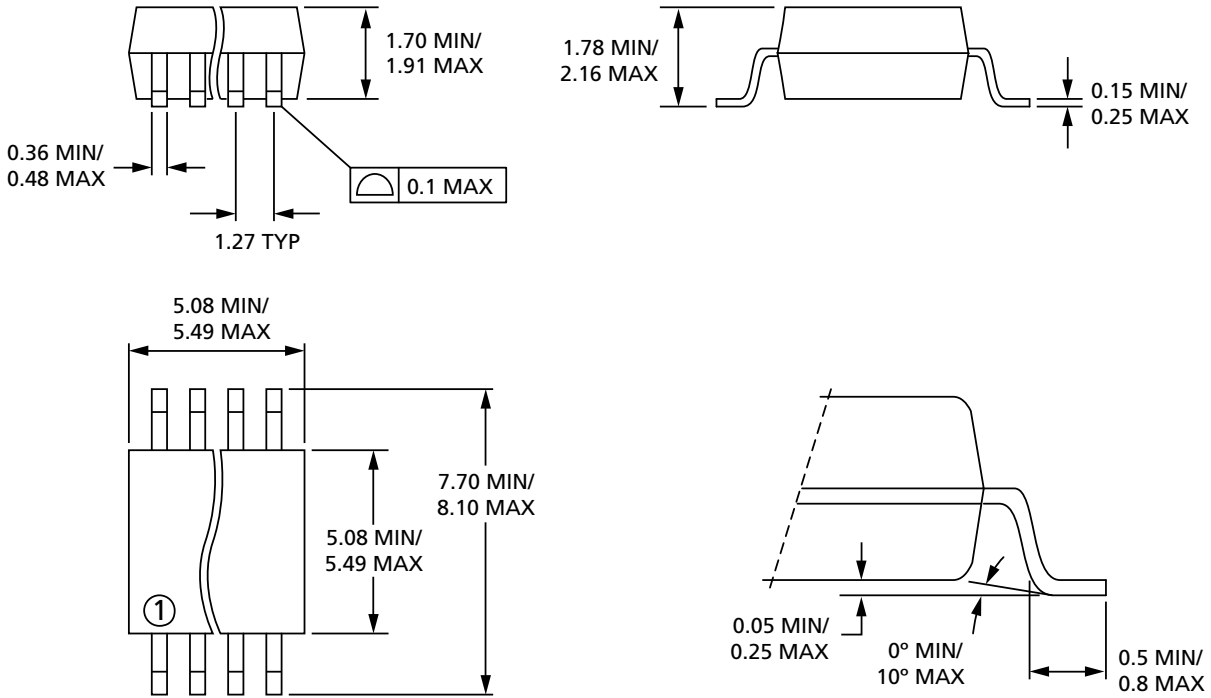 1.70 MIN/
1.91 MAX
1.78 MIN/
2.16 MAX
0.15 MIN/
0.25 MAX
0.36 MIN/
0.48 MAX
0.1 MAX
1.27 TYP
5.08 MIN/
5.49 MAX
7.70 MIN/
8.10 MAX
5.08 MIN/
5.49 MAX
1
0.05 MIN/
0.25 MAX
0º MIN/
10º MAX
0.5 MIN/
0.8 MAX